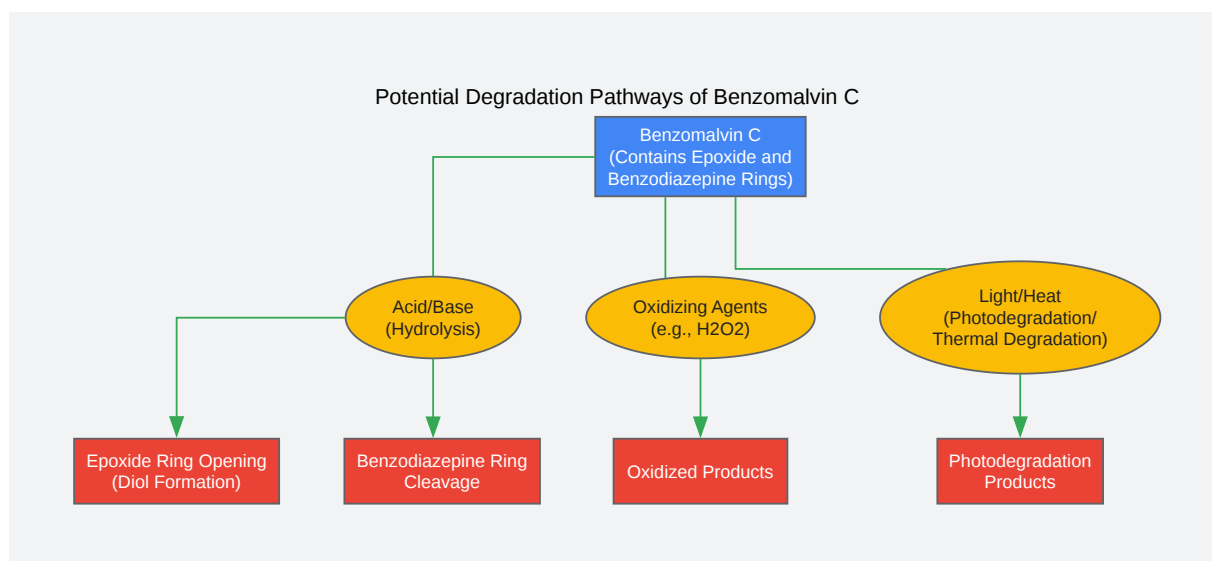 Potential Degradation Pathways of Benzomalvin C
Benzomalvin C
(Contains Epoxide and
Benzodiazepine Rings)
Acid/Base
(Hydrolysis)
Oxidizing Agents
(e.g., H2O2)
Light/Heat
(Photodegradation/
Thermal Degradation)
Epoxide Ring Opening
(Diol Formation)
Benzodiazepine Ring
Cleavage
Oxidized Products
Photodegradation
Products